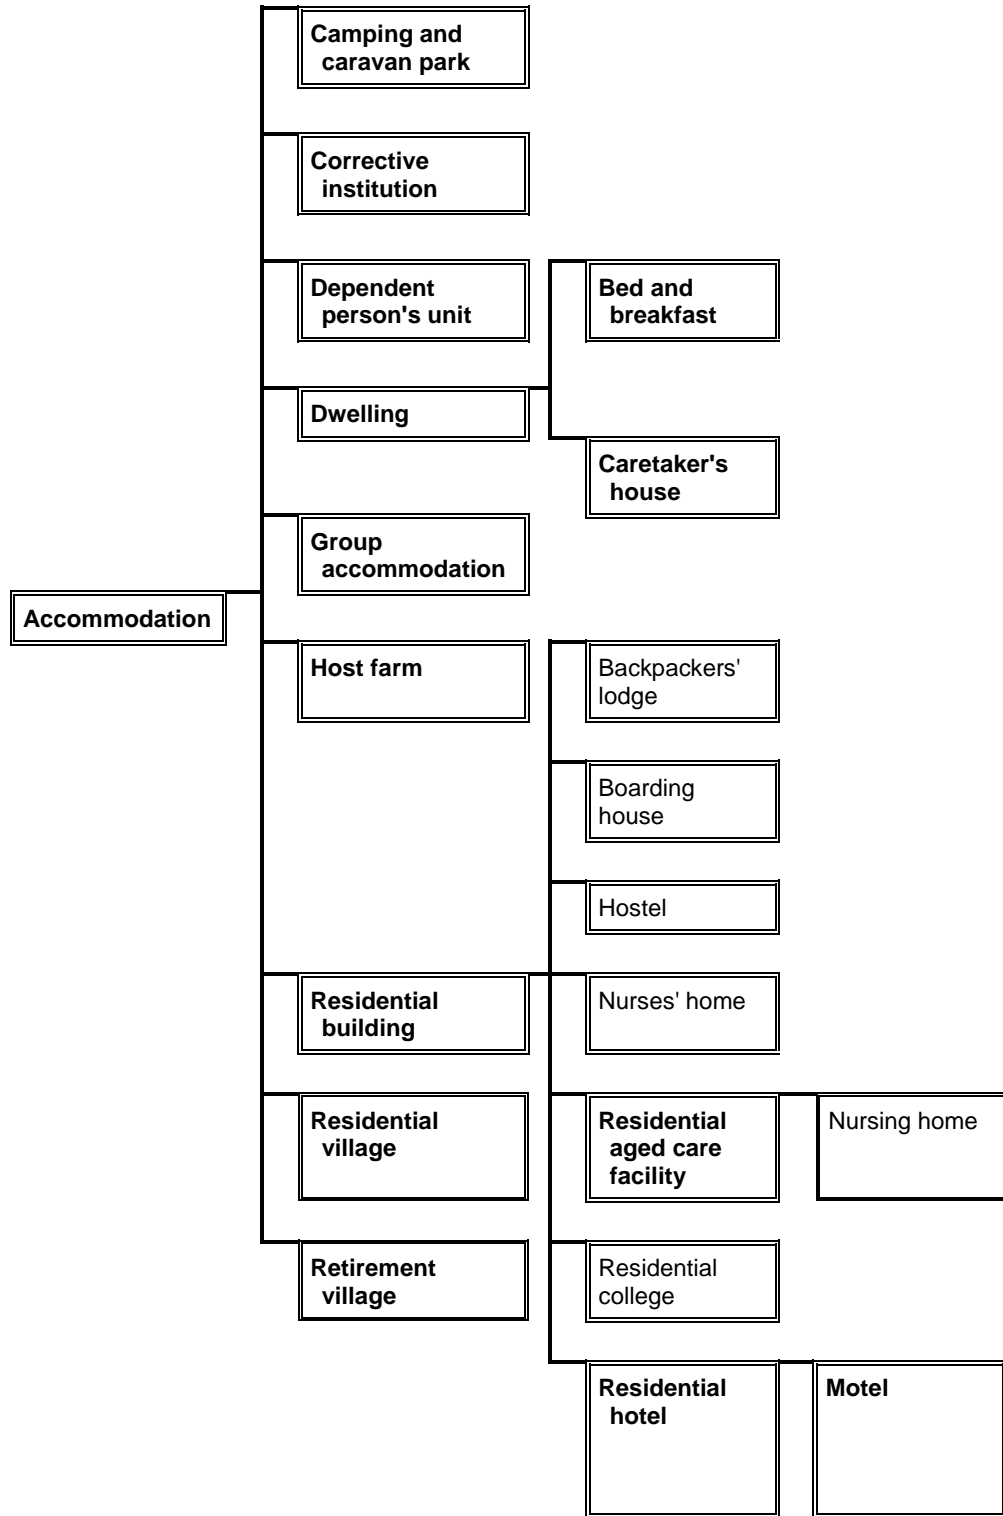 Camping and
caravan park
Corrective
institution
Dependent
person's unit
Bed and
breakfast
Dwelling
Caretaker's
house
Group
accommodation
Accommodation
Host farm
Backpackers'
lodge
Boarding
house
Hostel
Residential
building
Nurses' home
Residential
village
Residential
aged care
facility
Nursing home
Retirement
village
Residential
college
Residential
hotel
Motel